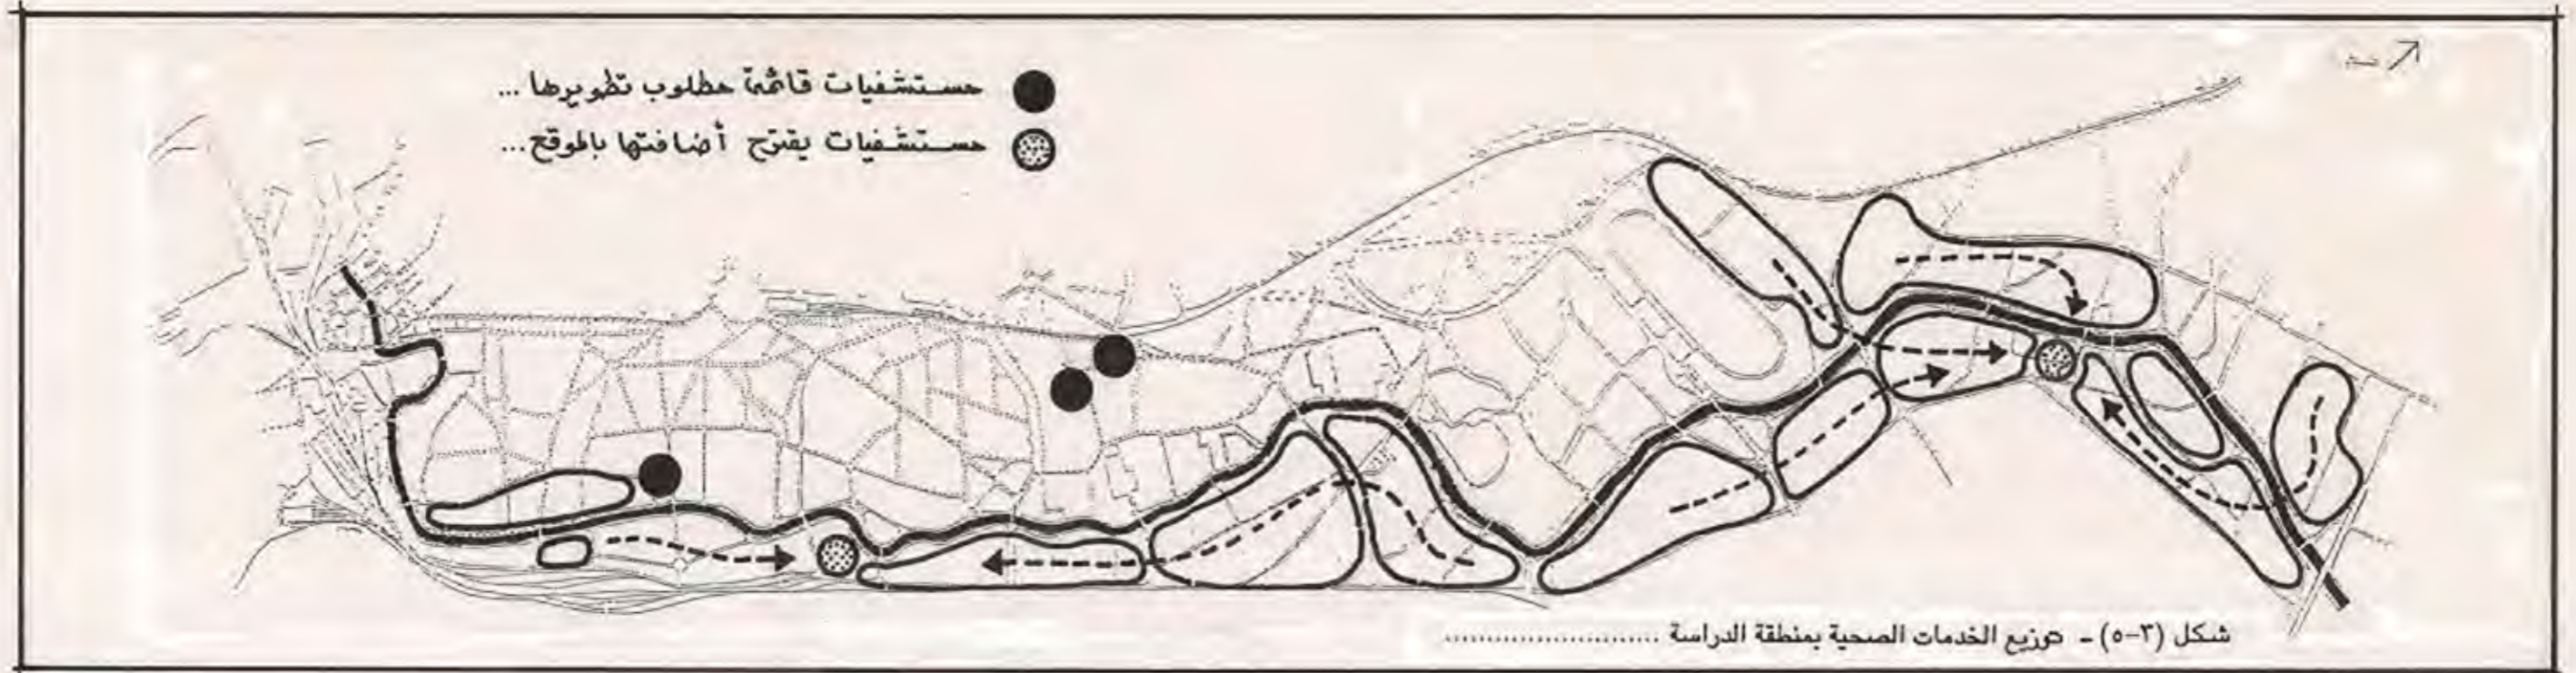 مستشفيات قائمة مطلوب تطويرها ...
مستشفيات يقترح أضافتها بالموقع ...
شكل (٣-٥) - توزيع الخدمات الصحية بمنطقة الدراسة ..........................